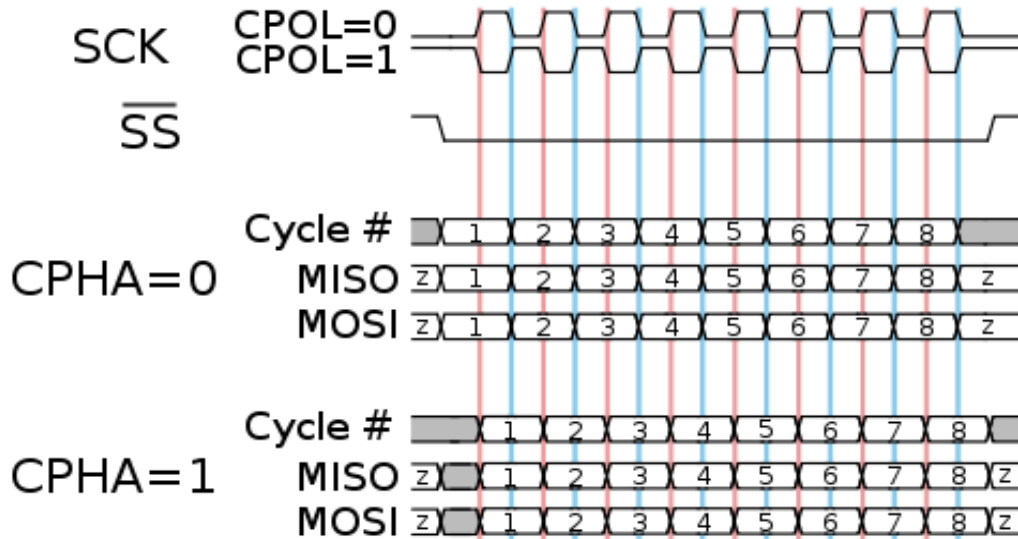 SCK CPOL=0
CPOL=1
SS
Cycle # 1 2 3 4 5 6 7 8
CPHA=0 MISO z 1 2 3 4 5 6 7 8 z
MOSI z 1 2 3 4 5 6 7 8 z
Cycle # 1 2 3 4 5 6 7 8
CPHA=1 MISO z 1 2 3 4 5 6 7 8 z
MOSI z 1 2 3 4 5 6 7 8 z